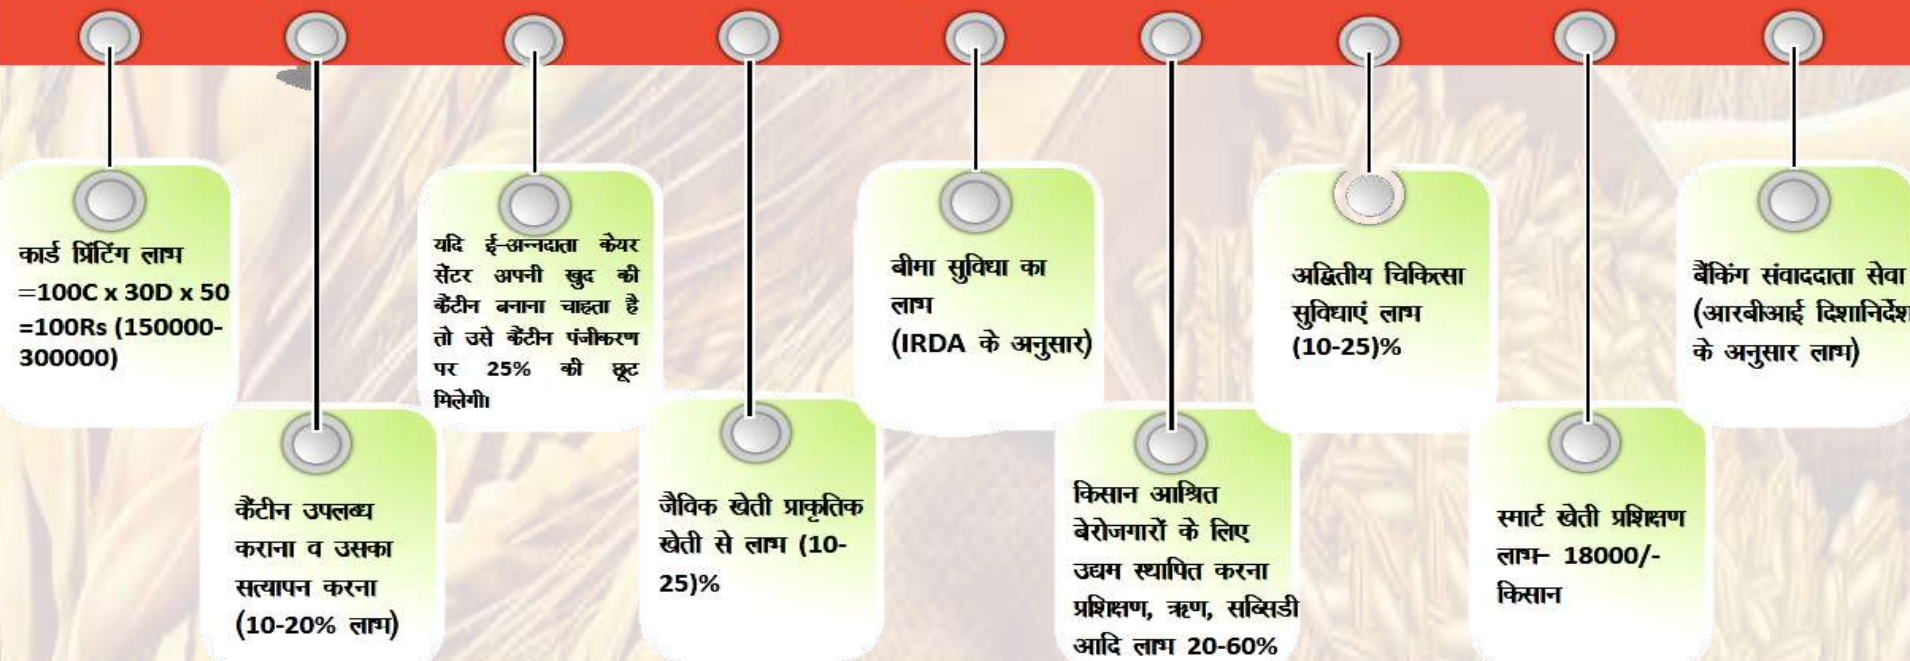 कार्ड प्रिंटिंग लाभ
=100C x 30D x 50
=100Rs (150000-
300000)
कैंटीन उपलब्ध
कराना व उसका
सत्यापन करना
(10-20% लाभ)
यदि ई-अन्नदाता केयर
सेंटर अपनी खुद की
कैंटीन बनाना चाहता है
तो उसे कैंटीन पंजीकरण
पर 25% की छूट
मिलेगी।
जैविक खेती प्राकृतिक
खेती से लाभ (10-
25)%
बीमा सुविधा का
लाभ
(IRDA के अनुसार)
किसान आश्रित
बेरोजगारों के लिए
उद्यम स्थापित करना
प्रशिक्षण, ऋण, सब्सिडी
आदि लाभ 20-60%
अद्वितीय चिकित्सा
सुविधाएं लाभ
(10-25)%
स्मार्ट खेती प्रशिक्षण
लाभ– 18000/-
किसान
बैंकिंग संवाददाता सेवा
(आरबीआई दिशानिर्देश
के अनुसार लाभ)